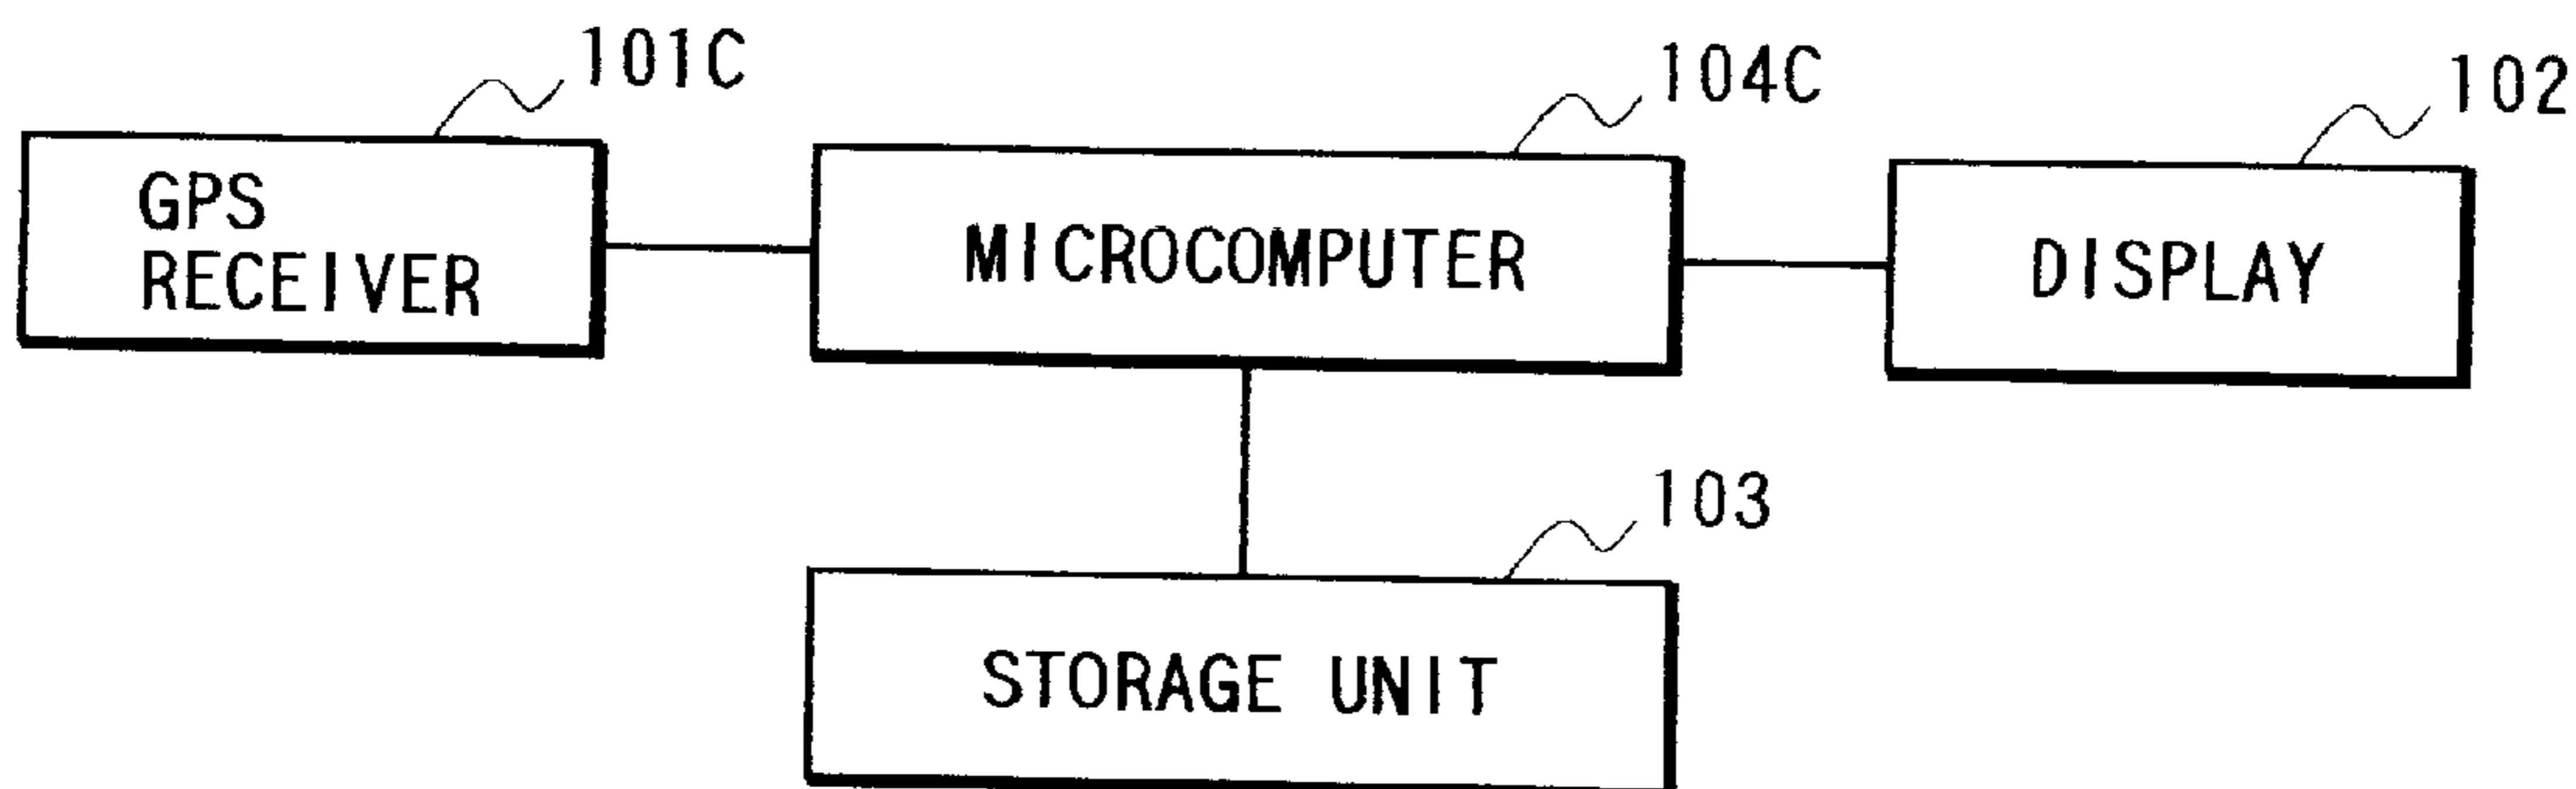 101C
104C
102
GPS
RECEIVER
MICROCOMPUTER
DISPLAY
103
STORAGE UNIT